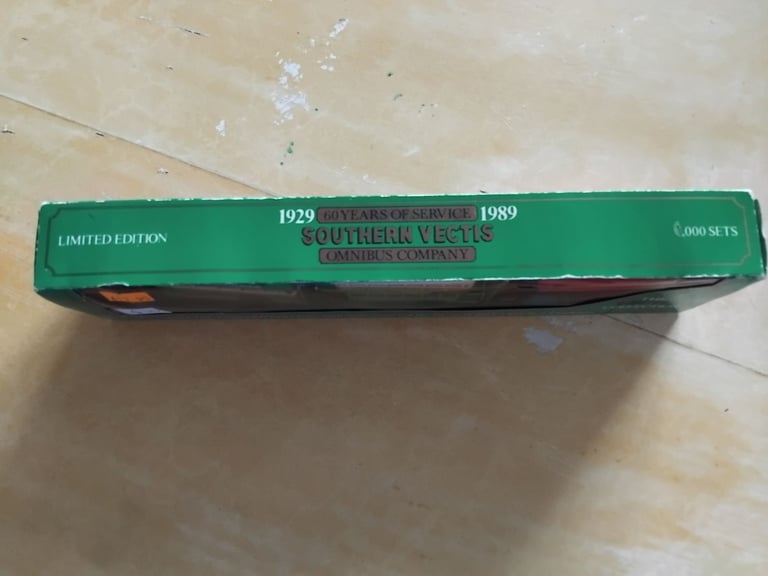 1929 60 YEARS OF SERVICE 1989
SOUTHERN VECTIS
OMNIBUS COMPANY
LIMITED EDITION
SETS